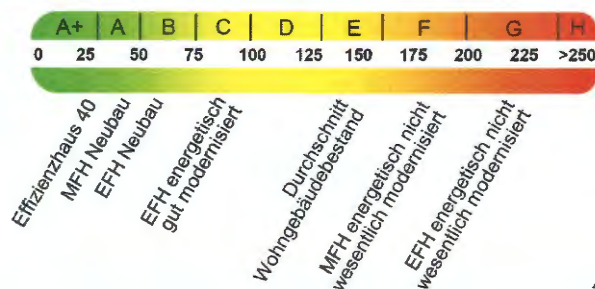 A+ A B C D E F G H
0 25 50 75 100 125 150 175 200 225 >250
Effizienzhaus 40
MFH Neubau
EFH Neubau
EFH energetisch
gut modernisiert
Durchschnitt
Wohngebäudebestand
MFH energetisch nicht
wesentlich modernisiert
EFH energetisch nicht
wesentlich modernisiert